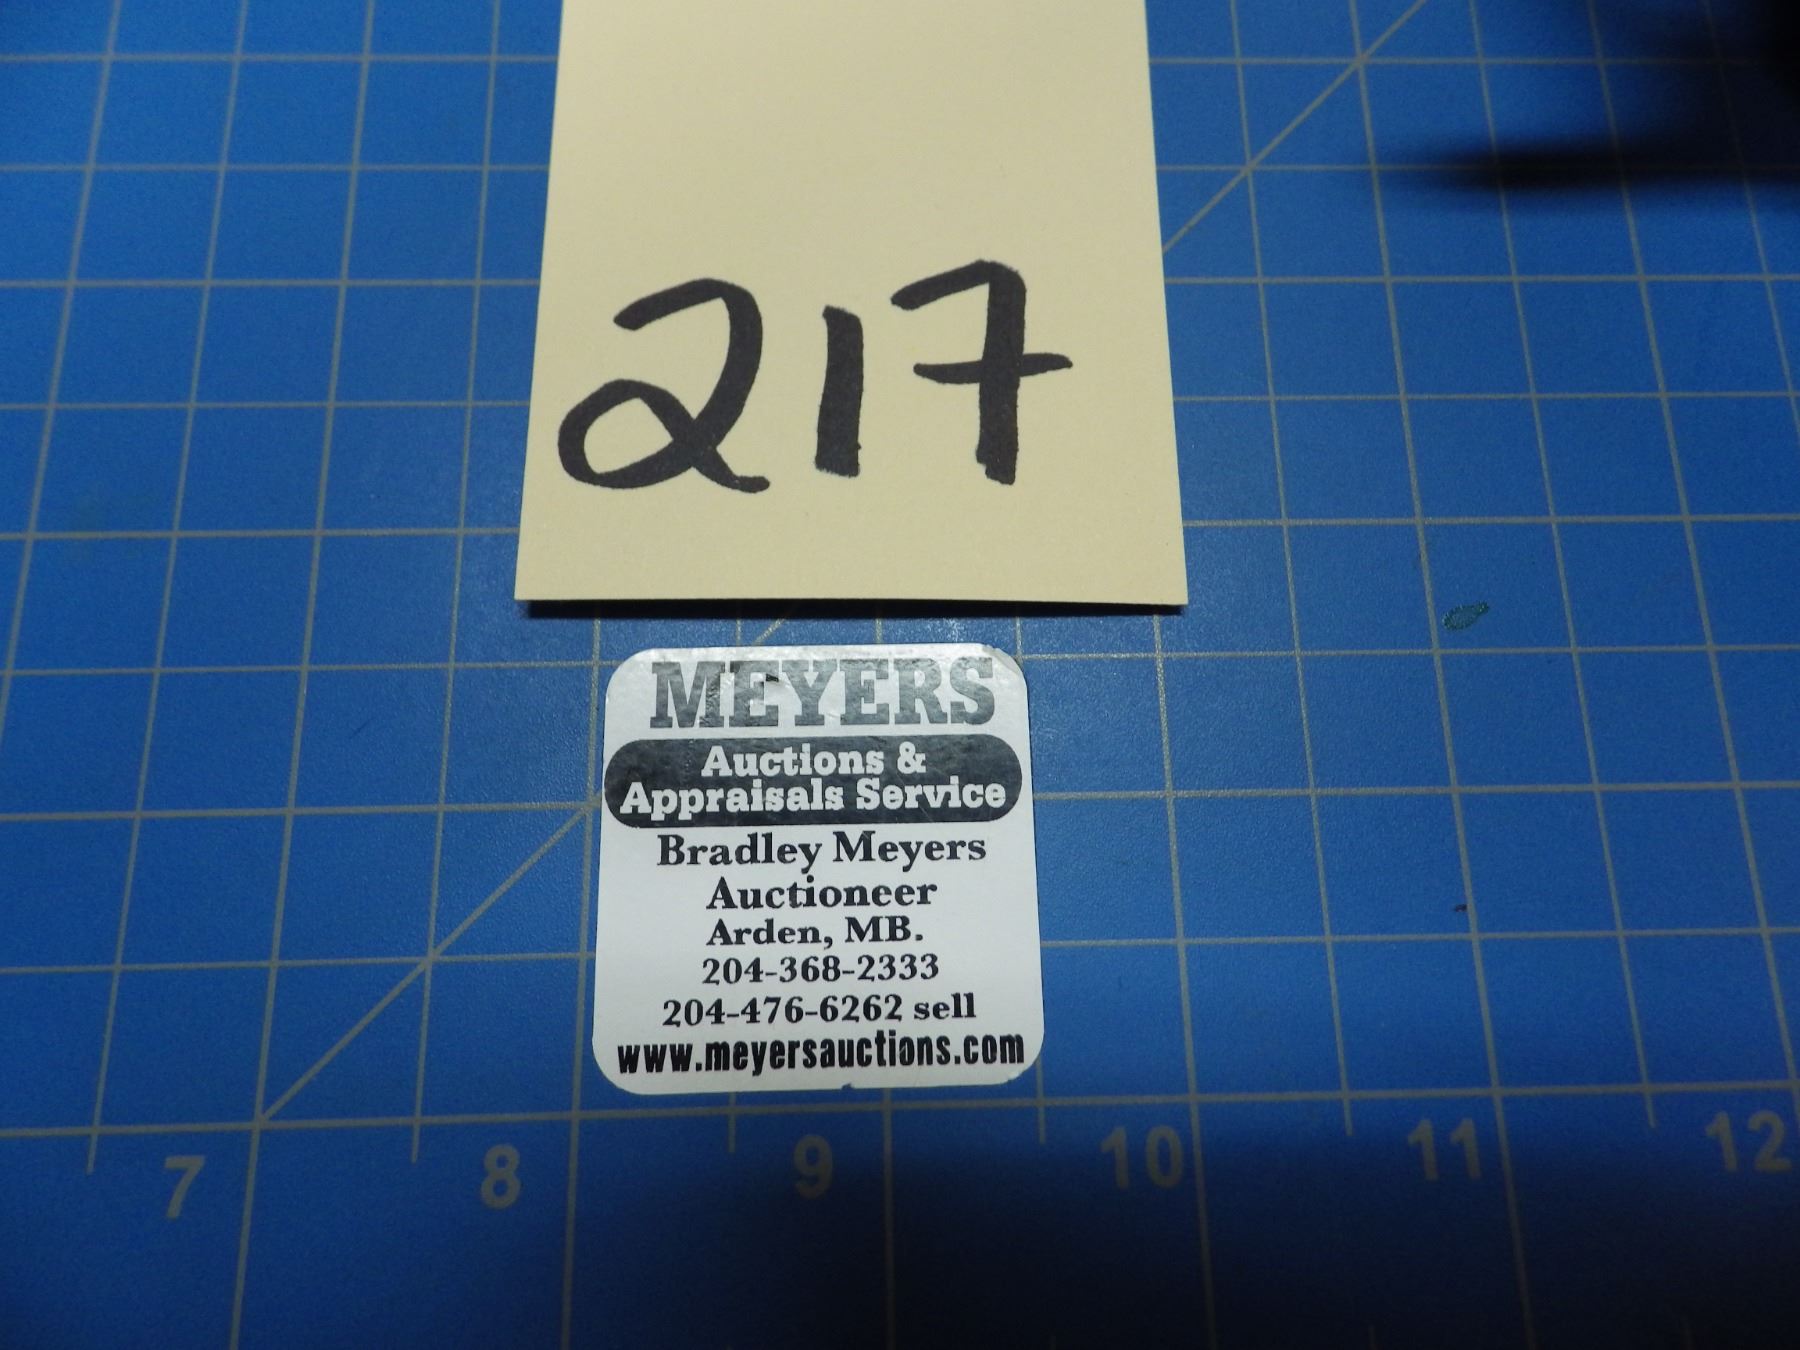 217
MEYERS
Auctions &
Appraisals Service
Bradley Meyers
Auctioneer
Arden, MB.
204-368-2333
204-476-6262 sell
www.meyersauctions.com
7 8 9 10 11 12